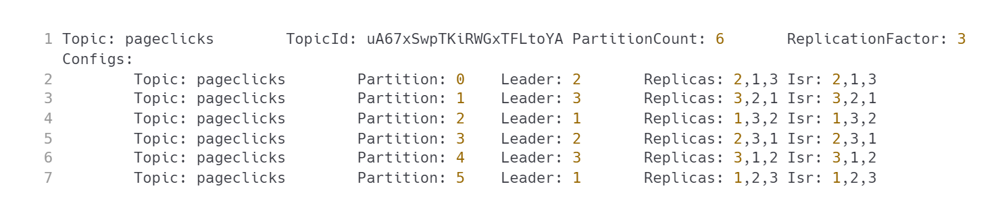 1 Topic: pageclicks TopicId: uA67xSwpTKiRWGxTFLtoYA PartitionCount: 6 ReplicationFactor: 3
Configs:
2 Topic: pageclicks Partition: 0 Leader: 2 Replicas: 2,1,3 Isr: 2,1,3
3 Topic: pageclicks Partition: 1 Leader: 3 Replicas: 3,2,1 Isr: 3,2,1
4 Topic: pageclicks Partition: 2 Leader: 1 Replicas: 1,3,2 Isr: 1,3,2
5 Topic: pageclicks Partition: 3 Leader: 2 Replicas: 2,3,1 Isr: 2,3,1
6 Topic: pageclicks Partition: 4 Leader: 3 Replicas: 3,1,2 Isr: 3,1,2
7 Topic: pageclicks Partition: 5 Leader: 1 Replicas: 1,2,3 Isr: 1,2,3